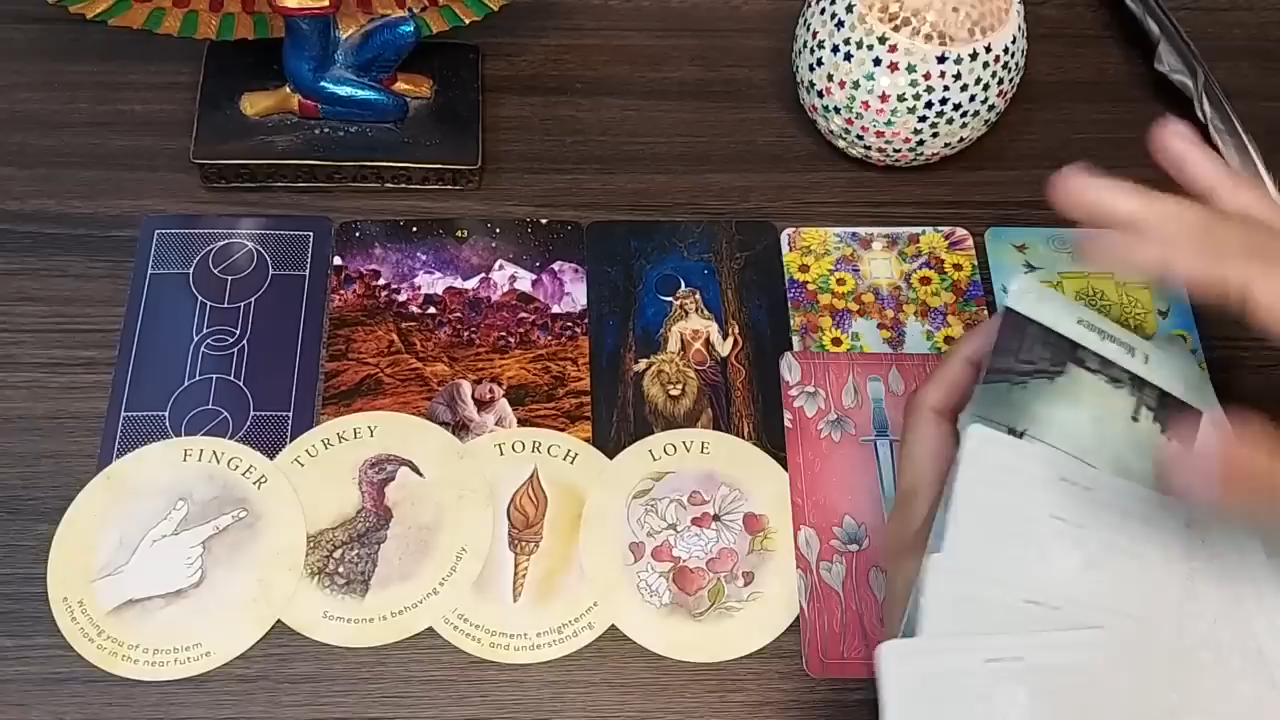 43
FINGER
Warning you of a problem
either now or in the near future.
TURKEY
Someone is behaving stupidly.
TORCH
l development, enlightenme
areness, and understanding.
LOVE